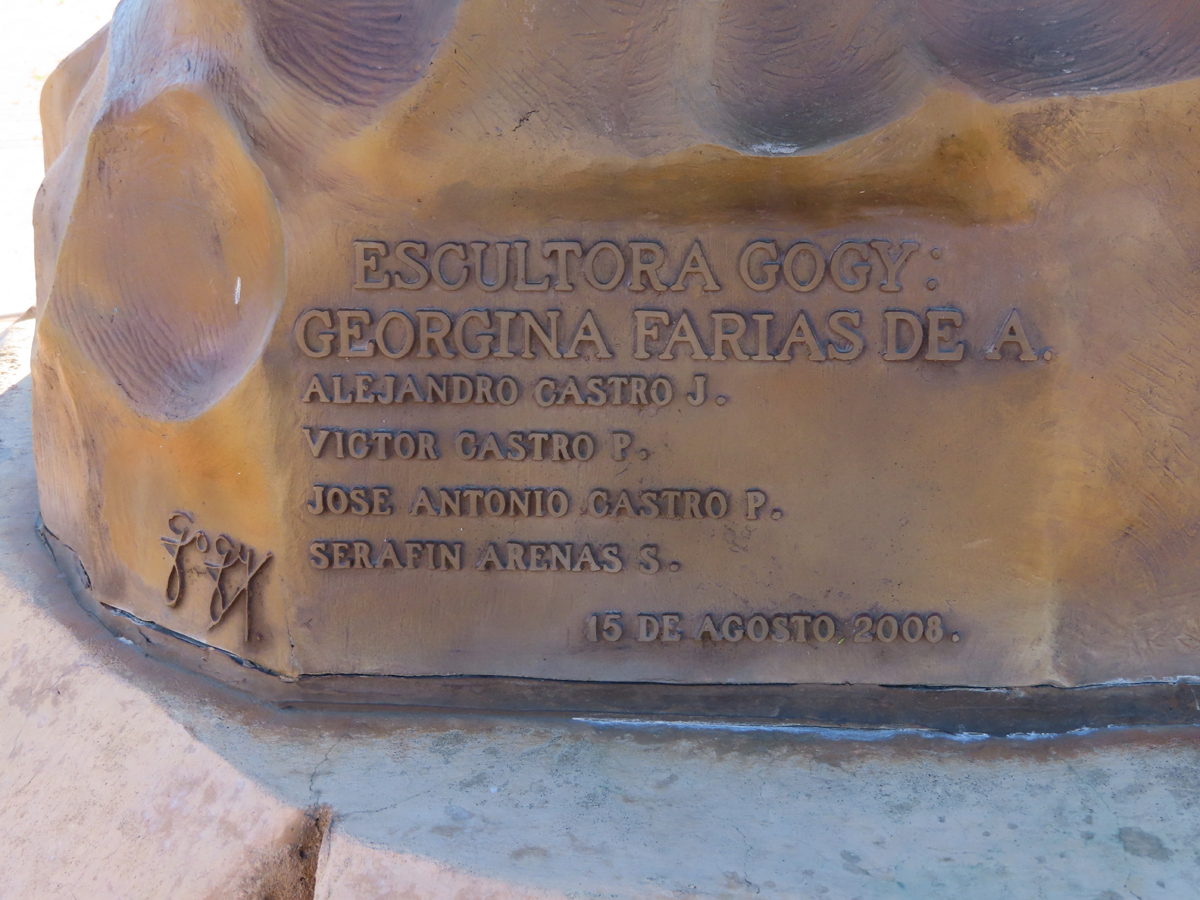 ESCULTORA GOGY:
GEORGINA FARIAS DE A.
ALEJANDRO CASTRO J.
VICTOR CASTRO P.
JOSE ANTONIO CASTRO P.
SERAFIN ARENAS S.
gogy.
15 DE AGOSTO, 2008.